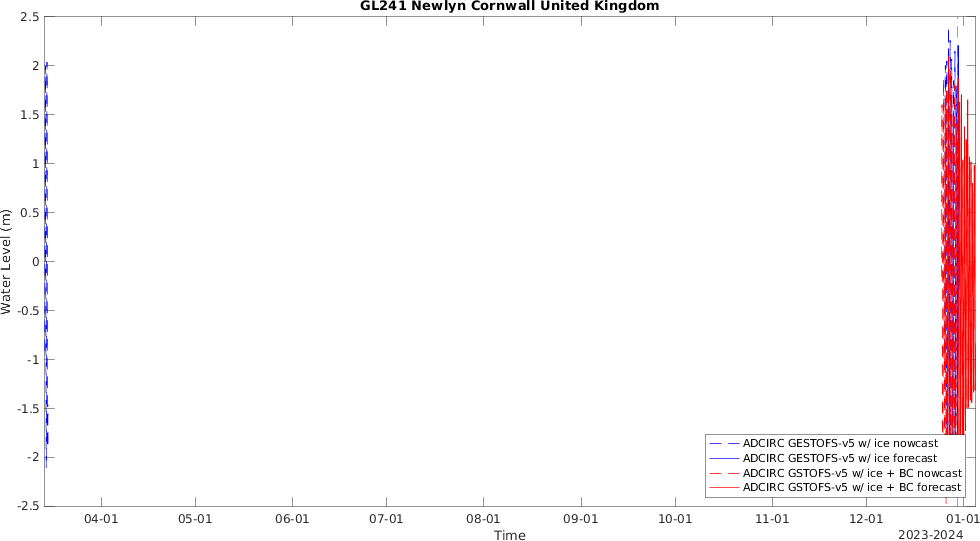 GL241 Newlyn Cornwall United Kingdom
2.5
2
1.5
1
0.5
0
-0.5
-1
-1.5
-2
-2.5
Water Level (m)
ADCIRC GESTOFS-v5 w/ ice nowcast
ADCIRC GESTOFS-v5 w/ ice forecast
ADCIRC GSTOFS-v5 w/ ice + BC nowcast
ADCIRC GSTOFS-v5 w/ ice + BC forecast
04-01 05-01 06-01 07-01 08-01 09-01 10-01 11-01 12-01 01-01
Time
2023-2024